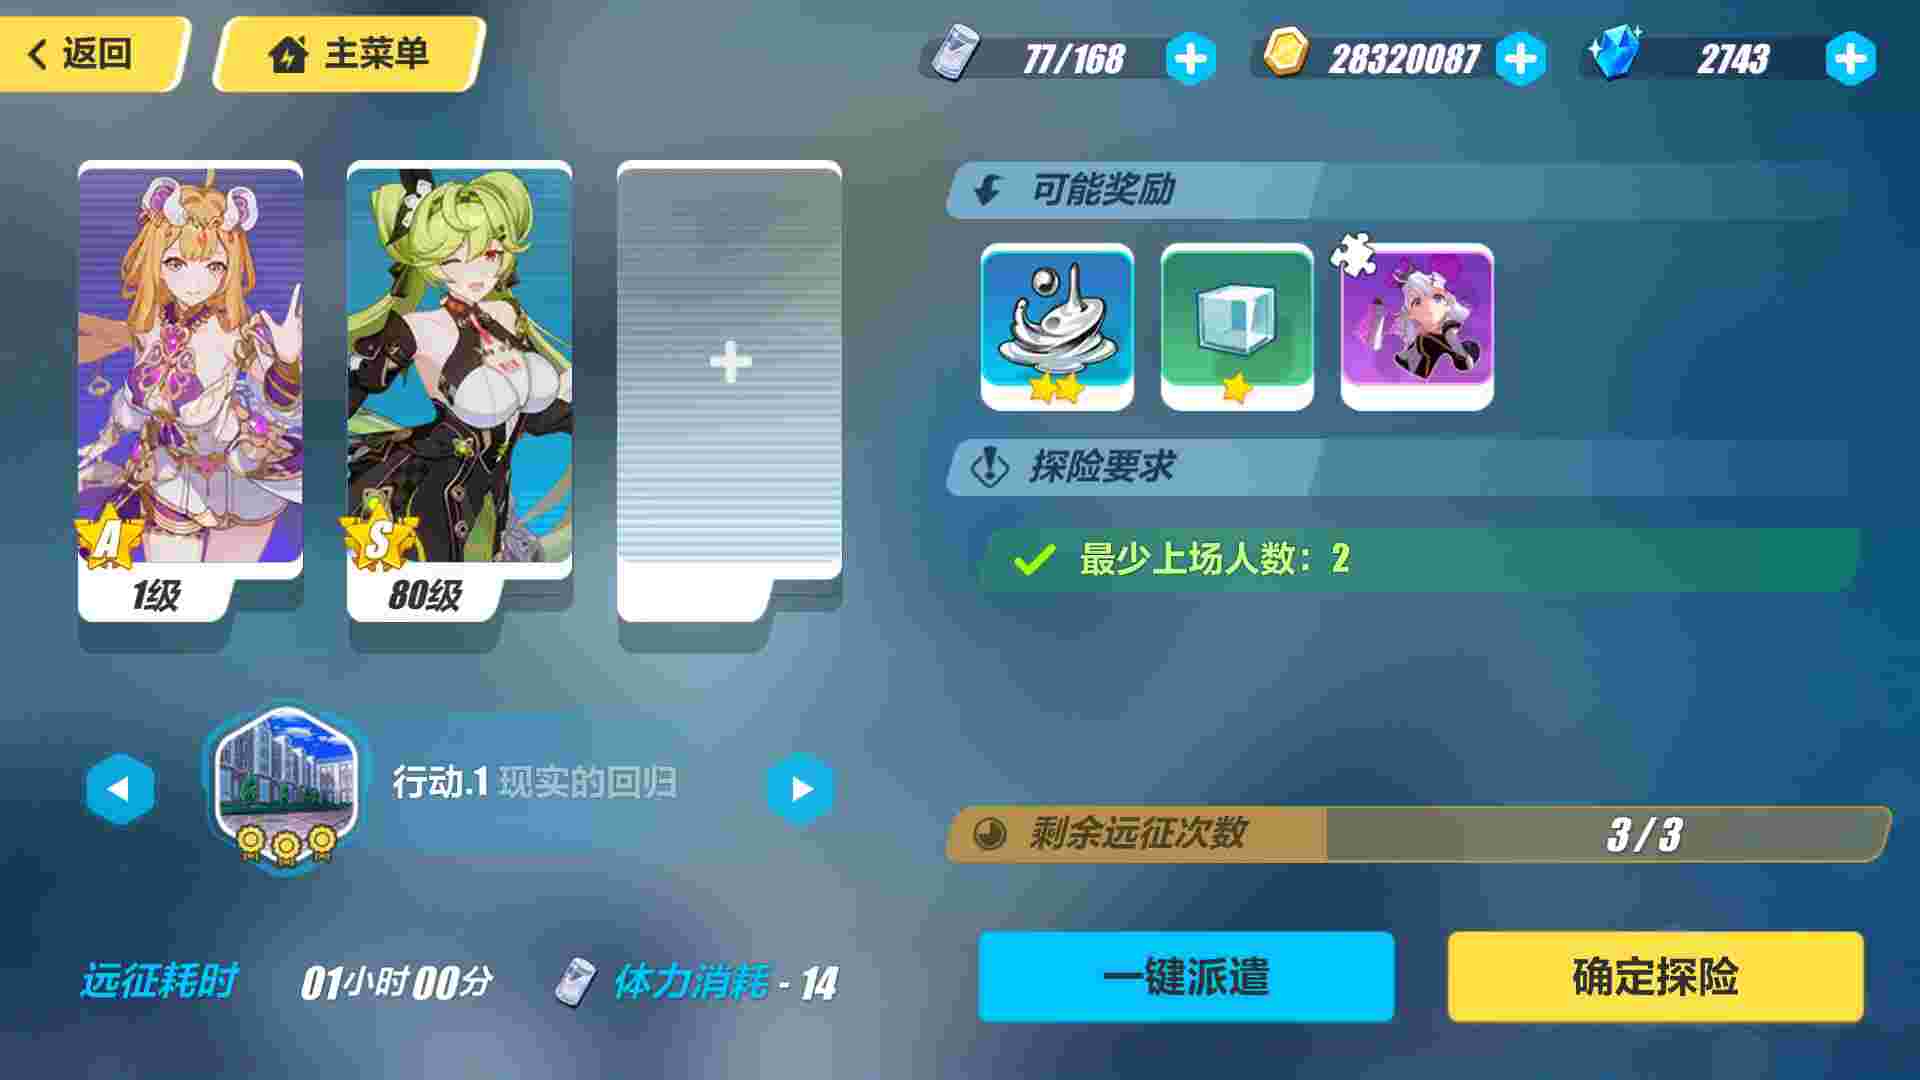 返回
主菜单
77/168
28320087
2743
A
1级
S
80级
可能奖励
探险要求
最少上场人数：2
行动.1 现实的回归
剩余远征次数
3/3
远征耗时
01小时00分
体力消耗 - 14
一键派遣
确定探险